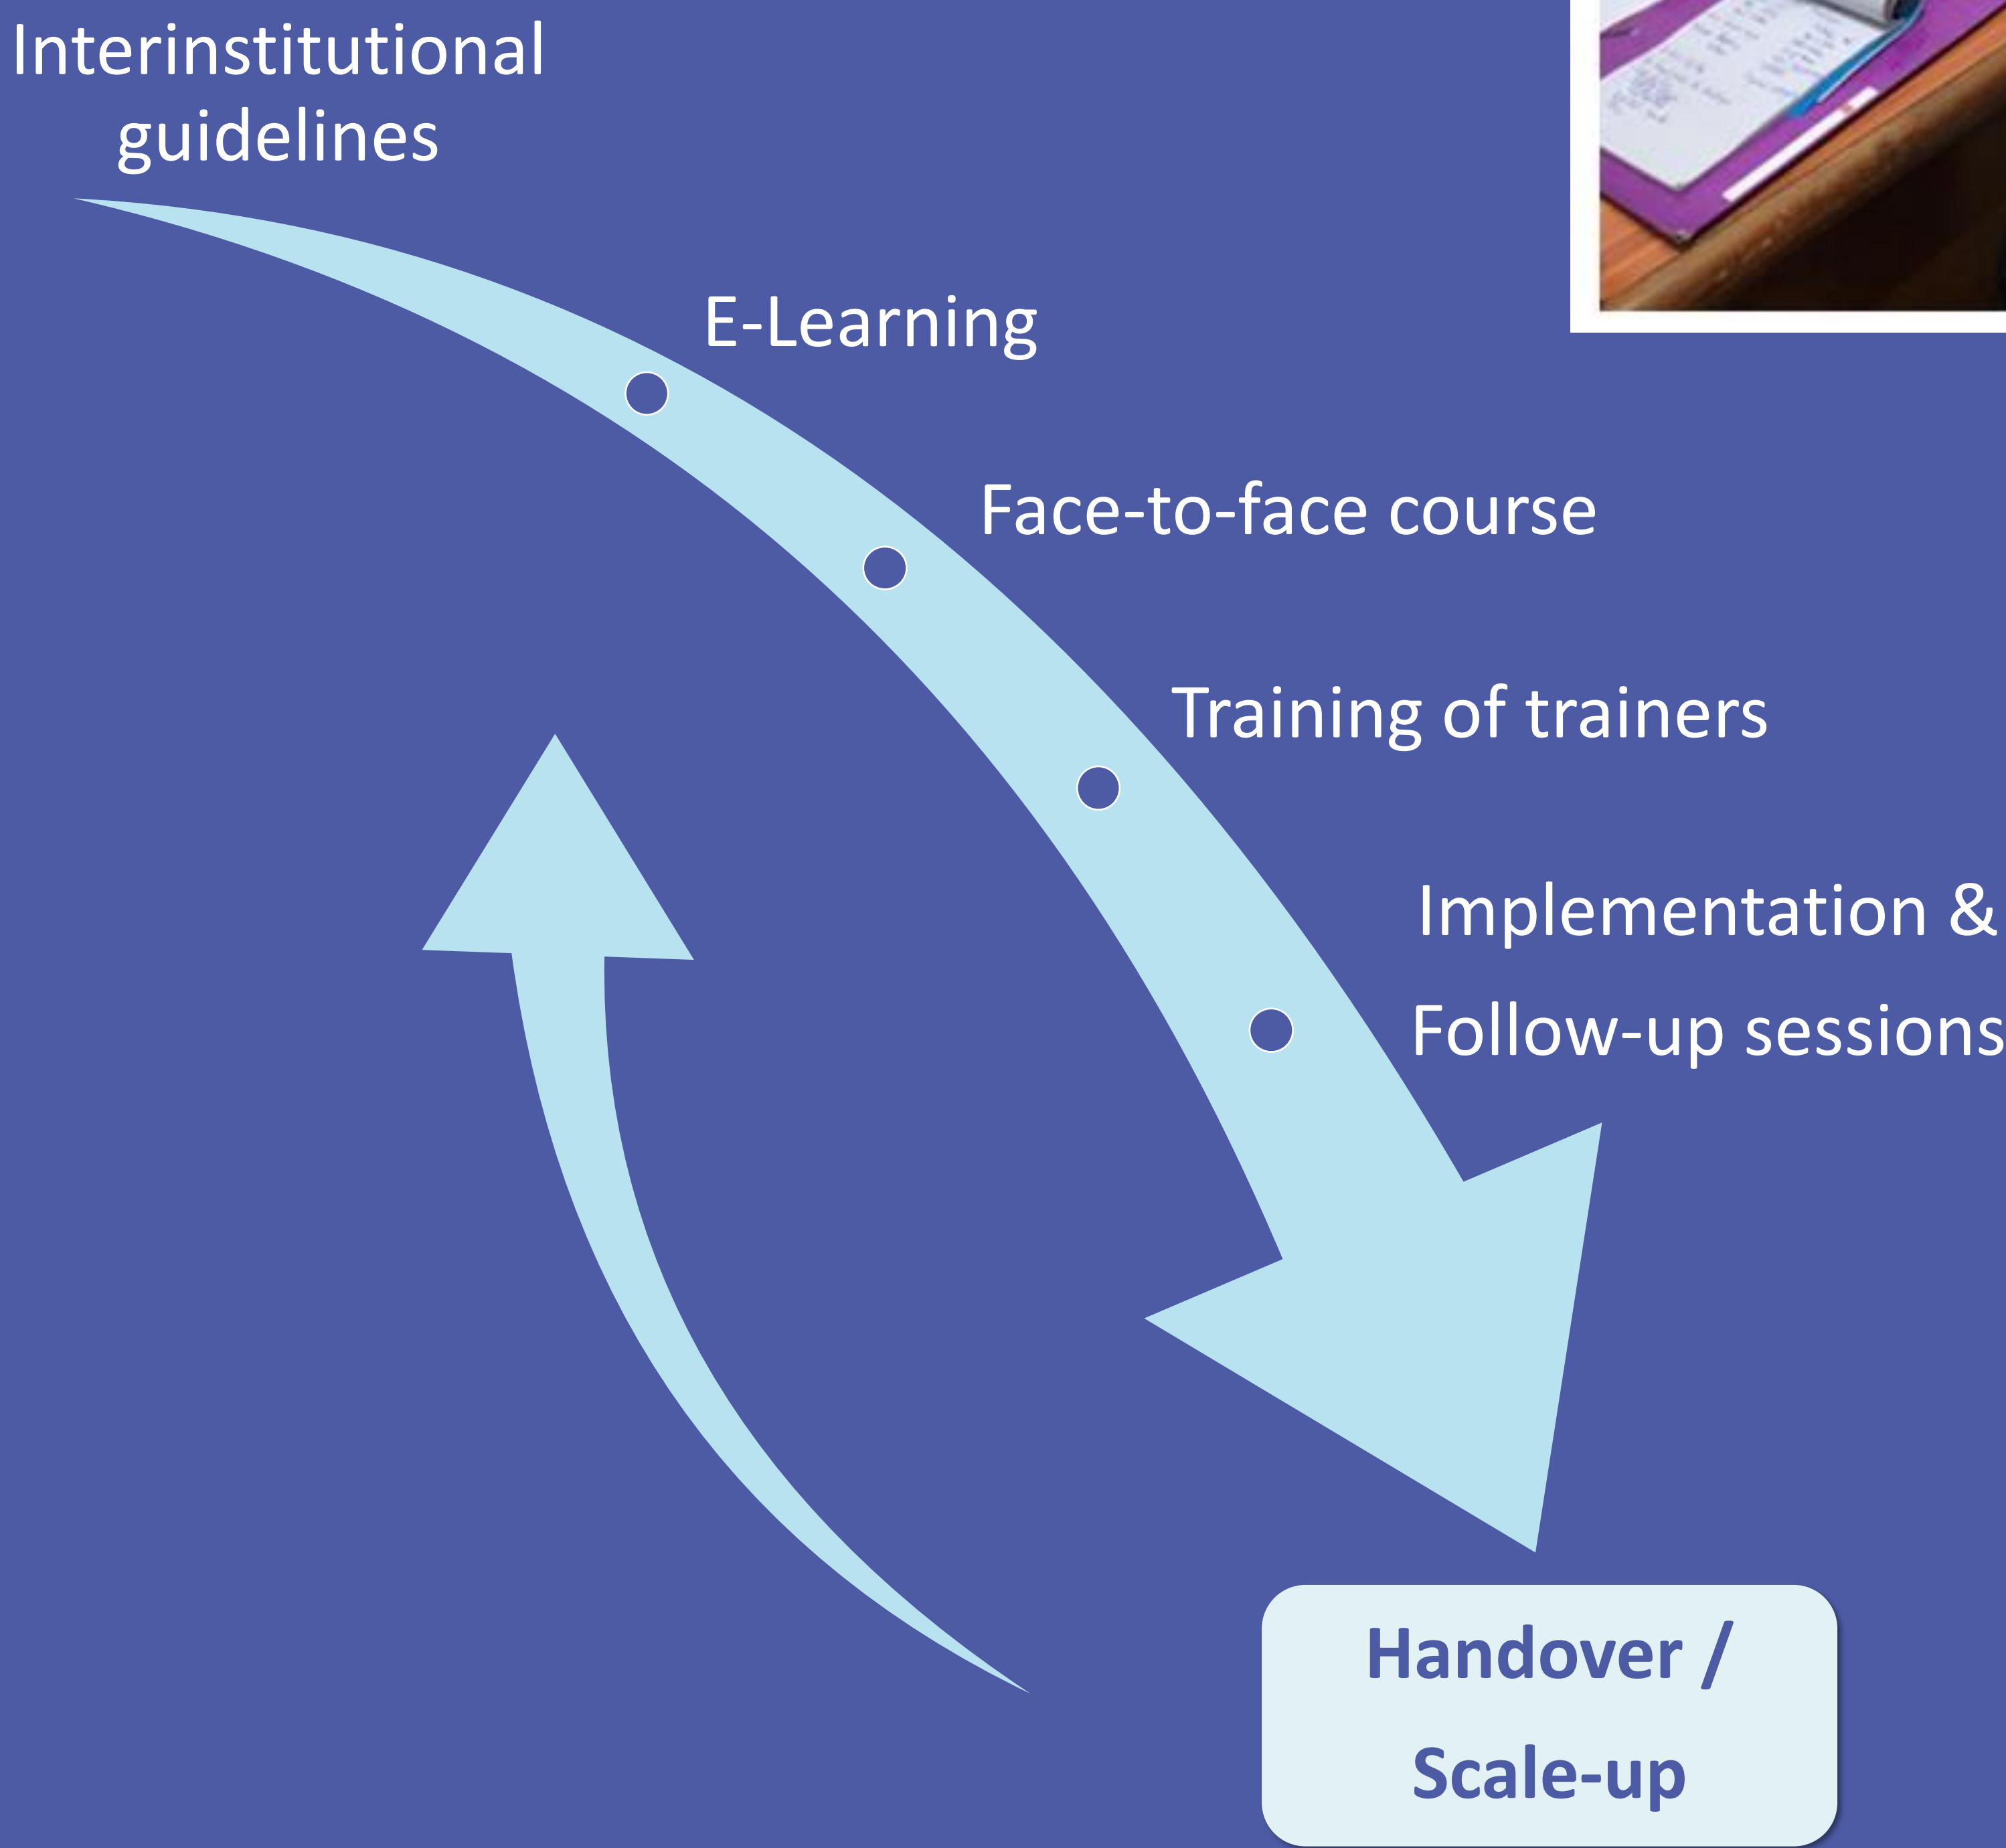 Interinstitutional
guidelines
E-Learning
Face-to-face course
Training of trainers
Implementation &
Follow-up sessions
Handover /
Scale-up